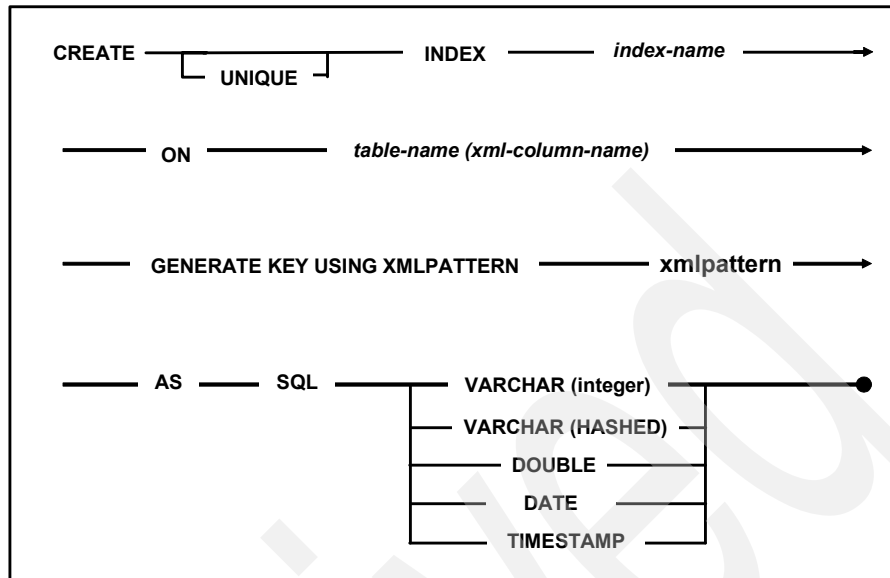 CREATE INDEX index-name
UNIQUE
ON table-name (xml-column-name)
GENERATE KEY USING XMLPATTERN xmlpattern
AS SQL VARCHAR (integer)
VARCHAR (HASHED)
DOUBLE
DATE
TIMESTAMP